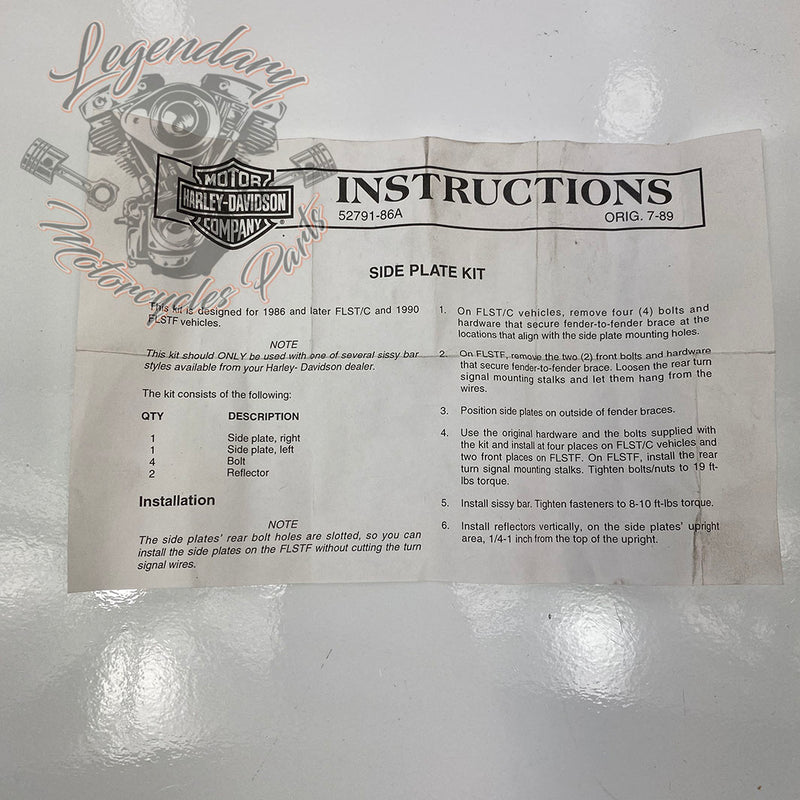 Legendary
Motorcycles Parts
MOTOR
HARLEY-DAVIDSON
COMPANY
INSTRUCTIONS
52791-86A
ORIG. 7-89
SIDE PLATE KIT
This kit is designed for 1986 and later FLST/C and 1990
FLSTF vehicles.
NOTE
This kit should ONLY be used with one of several sissy bar
styles available from your Harley- Davidson dealer.
The kit consists of the following:
QTY DESCRIPTION
1 Side plate, right
1 Side plate, left
4 Bolt
2 Reflector
Installation
NOTE
The side plates' rear bolt holes are slotted, so you can
install the side plates on the FLSTF without cutting the turn
signal wires.
1. On FLST/C vehicles, remove four (4) bolts and
hardware that secure fender-to-fender brace at the
locations that align with the side plate mounting holes.
2. On FLSTF, remove the two (2) front bolts and hardware
that secure fender-to-fender brace. Loosen the rear turn
signal mounting stalks and let them hang from the
wires.
3. Position side plates on outside of fender braces.
4. Use the original hardware and the bolts supplied with
the kit and install at four places on FLST/C vehicles and
two front places on FLSTF. On FLSTF, install the rear
turn signal mounting stalks. Tighten bolts/nuts to 19 ft-
lbs torque.
5. Install sissy bar. Tighten fasteners to 8-10 ft-lbs torque.
6. Install reflectors vertically, on the side plates' upright
area, 1/4-1 inch from the top of the upright.